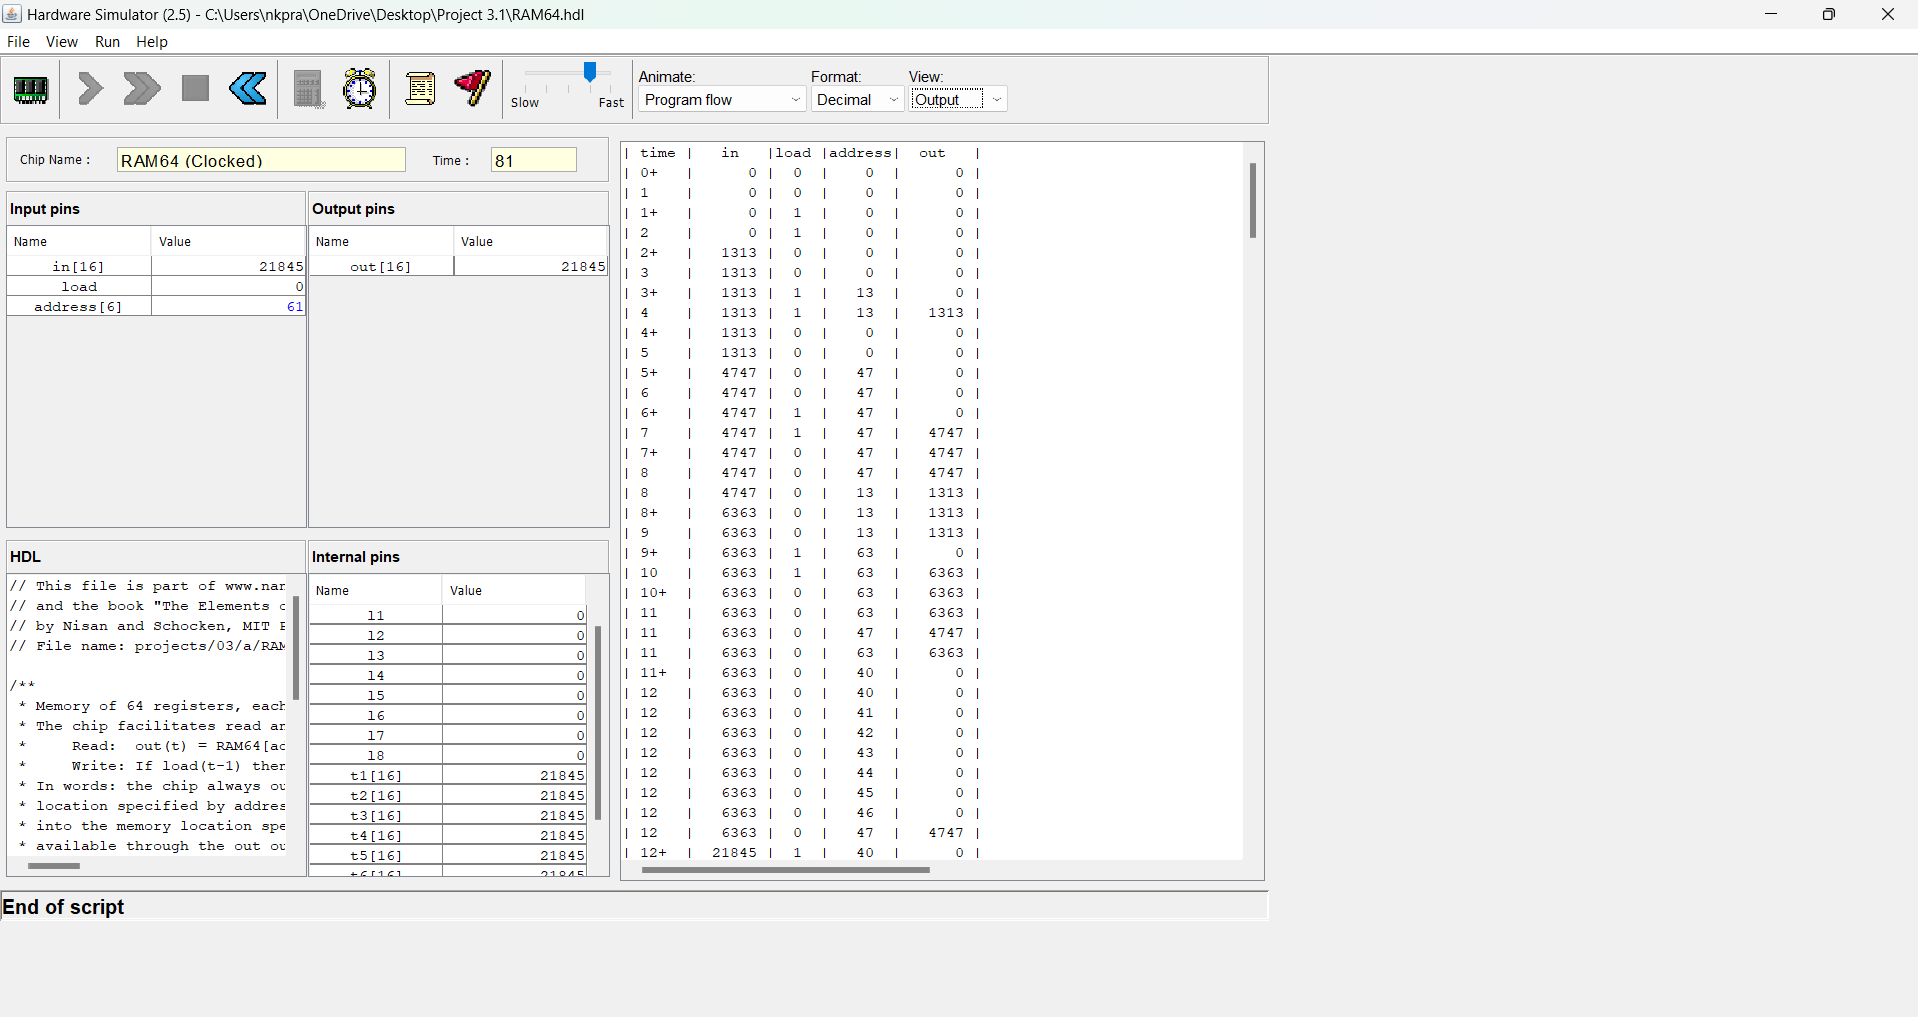 Hardware Simulator (2.5) - C:\Users\nkpra\OneDrive\Desktop\Project 3.1\RAM64.hdl
File View Run Help
Slow Fast
Animate: Format: View:
Program flow Decimal Output
Chip Name : RAM64 (Clocked) Time : 81
Input pins
Name Value
in[16] 21845
load 0
address[6] 61
Output pins
Name Value
out[16] 21845
HDL
// This file is part of www.nan
// and the book "The Elements o
// by Nisan and Schocken, MIT P
// File name: projects/03/a/RAM
/**
* Memory of 64 registers, each
* The chip facilitates read an
* Read: out(t) = RAM64[ad
* Write: If load(t-1) then
* In words: the chip always ou
* location specified by addres
* into the memory location spe
* available through the out ou
Internal pins
Name Value
l1 0
l2 0
l3 0
l4 0
l5 0
l6 0
l7 0
l8 0
t1[16] 21845
t2[16] 21845
t3[16] 21845
t4[16] 21845
t5[16] 21845
t6[16] 21845
| time | in |load |address| out |
| 0+ | 0 | 0 | 0 | 0 |
| 1 | 0 | 0 | 0 | 0 |
| 1+ | 0 | 1 | 0 | 0 |
| 2 | 0 | 1 | 0 | 0 |
| 2+ | 1313 | 0 | 0 | 0 |
| 3 | 1313 | 0 | 0 | 0 |
| 3+ | 1313 | 1 | 13 | 0 |
| 4 | 1313 | 1 | 13 | 1313 |
| 4+ | 1313 | 0 | 0 | 0 |
| 5 | 1313 | 0 | 0 | 0 |
| 5+ | 4747 | 0 | 47 | 0 |
| 6 | 4747 | 0 | 47 | 0 |
| 6+ | 4747 | 1 | 47 | 0 |
| 7 | 4747 | 1 | 47 | 4747 |
| 7+ | 4747 | 0 | 47 | 4747 |
| 8 | 4747 | 0 | 47 | 4747 |
| 8 | 4747 | 0 | 13 | 1313 |
| 8+ | 6363 | 0 | 13 | 1313 |
| 9 | 6363 | 0 | 13 | 1313 |
| 9+ | 6363 | 1 | 63 | 0 |
| 10 | 6363 | 1 | 63 | 6363 |
| 10+ | 6363 | 0 | 63 | 6363 |
| 11 | 6363 | 0 | 63 | 6363 |
| 11 | 6363 | 0 | 47 | 4747 |
| 11 | 6363 | 0 | 63 | 6363 |
| 11+ | 6363 | 0 | 40 | 0 |
| 12 | 6363 | 0 | 40 | 0 |
| 12 | 6363 | 0 | 41 | 0 |
| 12 | 6363 | 0 | 42 | 0 |
| 12 | 6363 | 0 | 43 | 0 |
| 12 | 6363 | 0 | 44 | 0 |
| 12 | 6363 | 0 | 45 | 0 |
| 12 | 6363 | 0 | 46 | 0 |
| 12 | 6363 | 0 | 47 | 4747 |
| 12+ | 21845 | 1 | 40 | 0 |
End of script